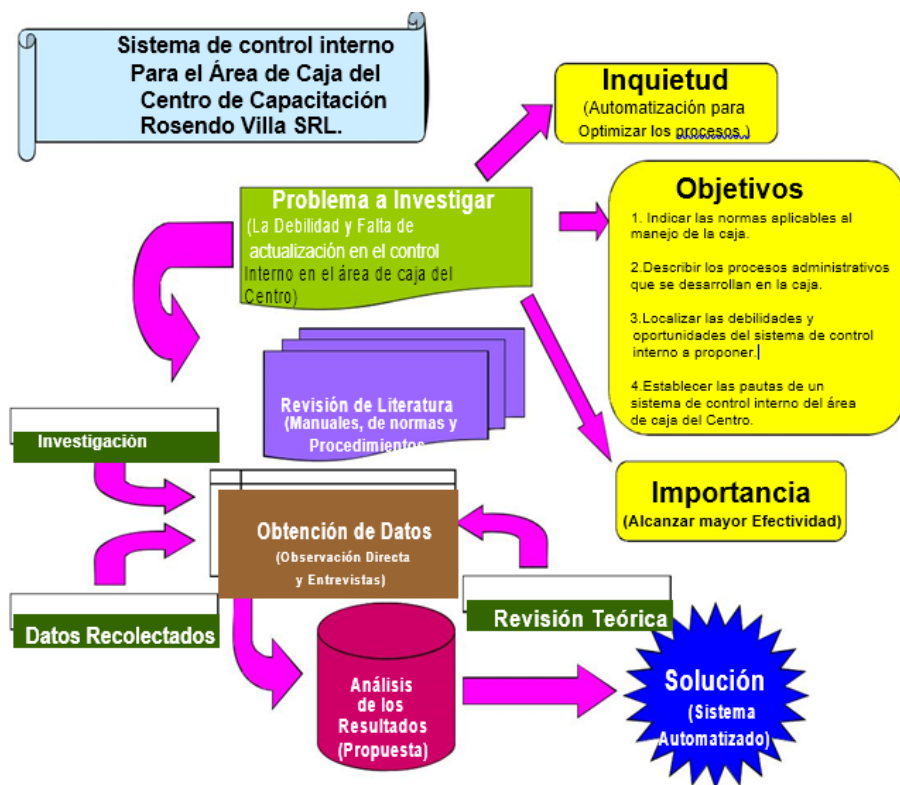 Sistema de control interno
Para el Área de Caja del
Centro de Capacitación
Rosendo Villa SRL.
Inquietud
(Automatización para
Optimizar los procesos.)
Problema a Investigar
(La Debilidad y Falta de
actualización en el control
Interno en el área de caja del
Centro)
Objetivos
1. Indicar las normas aplicables al
manejo de la caja.
2.Describir los procesos administrativos
que se desarrollan en la caja.
3.Localizar las debilidades y
oportunidades del sistema de control
interno a proponer.
4.Establecer las pautas de un
sistema de control interno del área
de caja del Centro.
Revisión de Literatura
(Manuales, de normas y
Procedimientos
Investigación
Importancia
(Alcanzar mayor Efectividad)
Obtención de Datos
(Observación Directa
y Entrevistas)
Datos Recolectados
Revisión Teórica
Análisis
de los
Resultados
(Propuesta)
Solución
(Sistema
Automatizado)